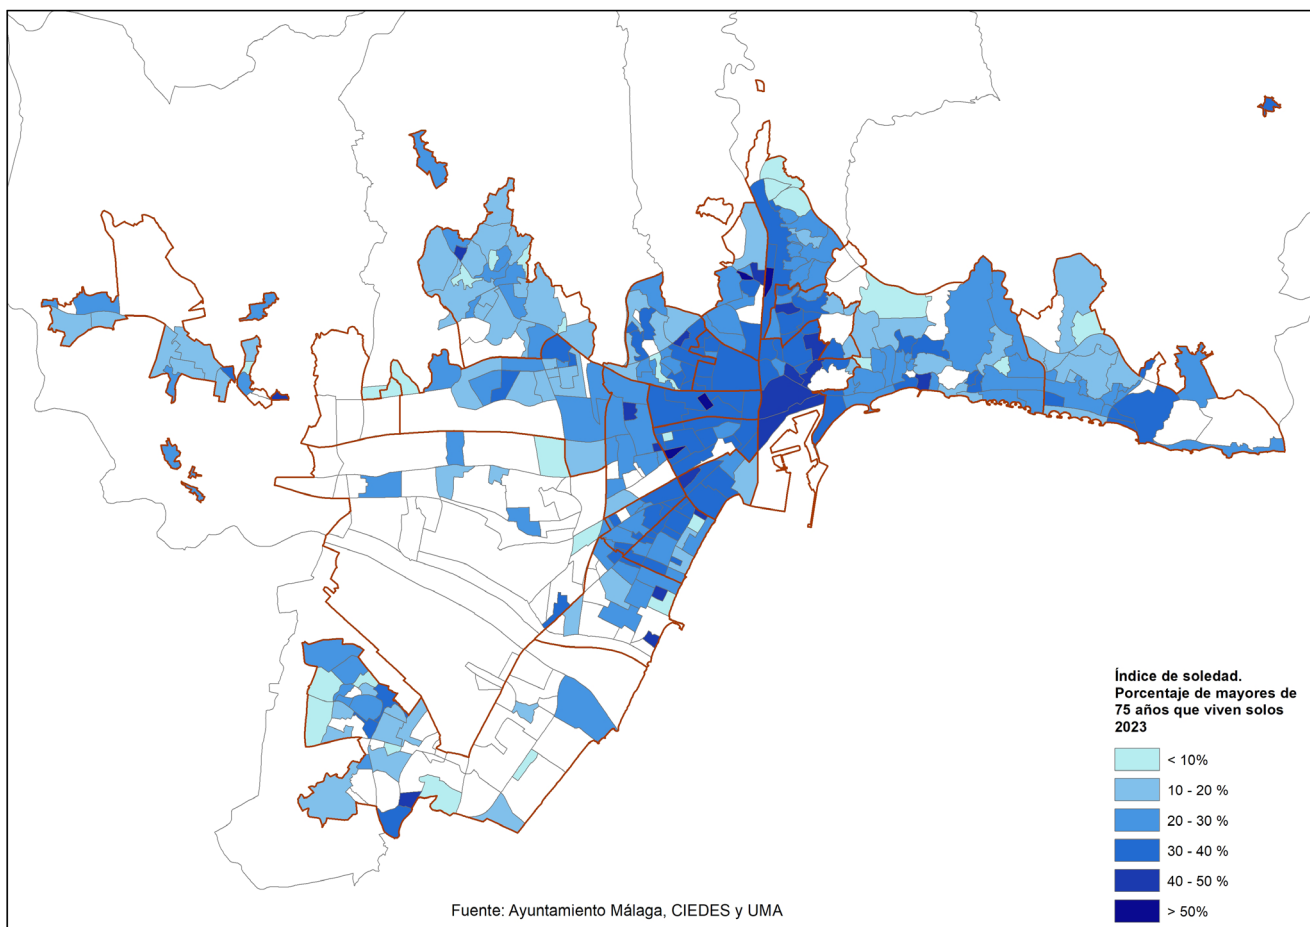 Índice de soledad.
Porcentaje de mayores de
75 años que viven solos
2023
< 10%
10 - 20 %
20 - 30 %
30 - 40 %
40 - 50 %
> 50%
Fuente: Ayuntamiento Málaga, CIEDES y UMA